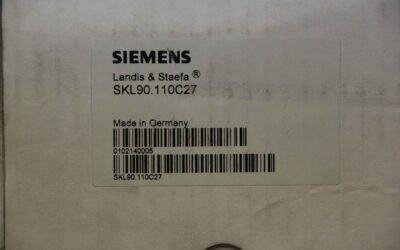 SIEMENS
Landis & Staefa ®
SKL90.110C27
Made in Germany
0102140005
SKL90.110C27